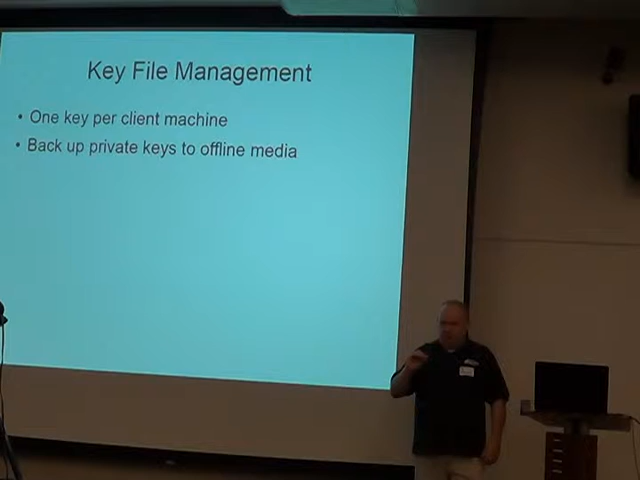 Key File Management
• One key per client machine
• Back up private keys to offline media